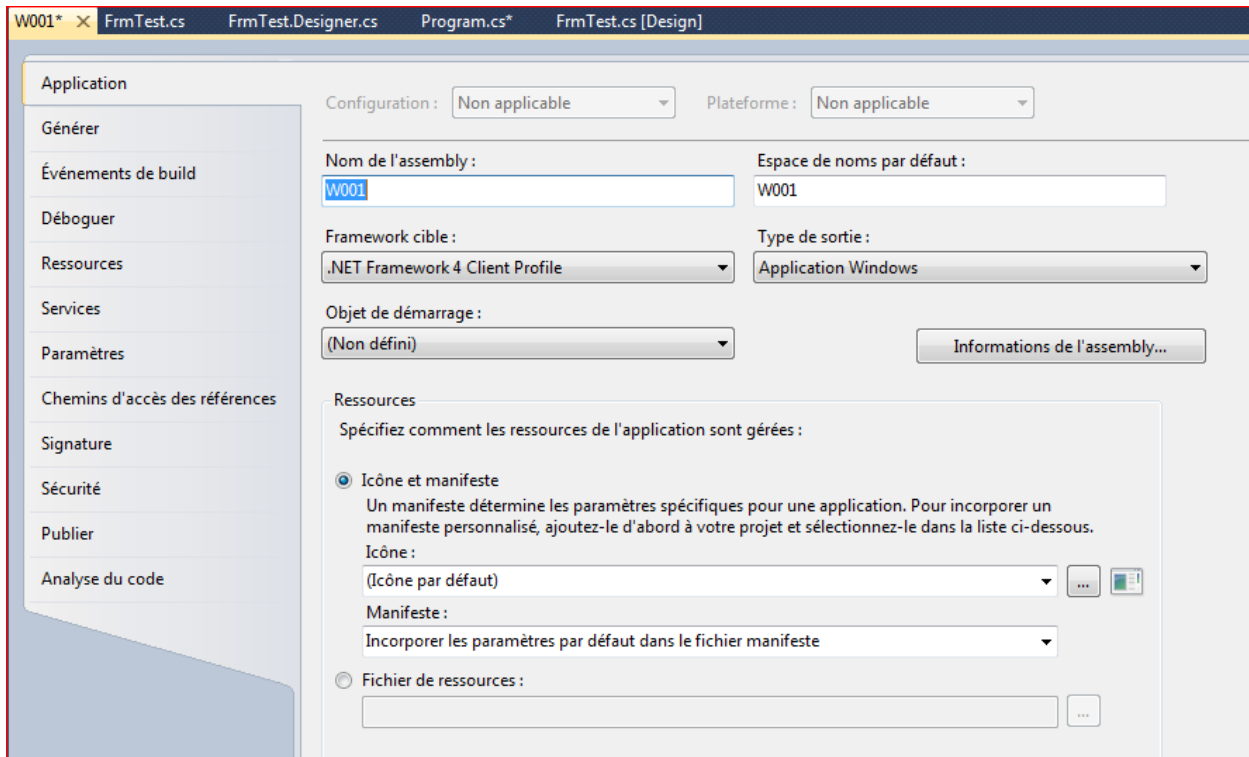 W001* FrmTest.cs FrmTest.Designer.cs Program.cs* FrmTest.cs [Design]
Application
Générer
Événements de build
Déboguer
Ressources
Services
Paramètres
Chemins d'accès des références
Signature
Sécurité
Publier
Analyse du code
Configuration : Non applicable Plateforme : Non applicable
Nom de l'assembly : Espace de noms par défaut :
W001 W001
Framework cible : Type de sortie :
.NET Framework 4 Client Profile Application Windows
Objet de démarrage :
(Non défini) Informations de l'assembly...
Ressources
Spécifiez comment les ressources de l'application sont gérées :
Icône et manifeste
Un manifeste détermine les paramètres spécifiques pour une application. Pour incorporer un
manifeste personnalisé, ajoutez-le d'abord à votre projet et sélectionnez-le dans la liste ci-dessous.
Icône :
(Icône par défaut) ...
Manifeste :
Incorporer les paramètres par défaut dans le fichier manifeste
Fichier de ressources :
...